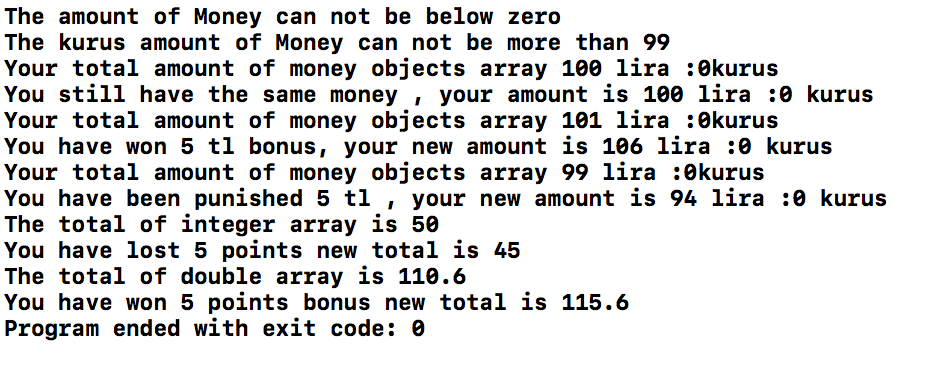 The amount of Money can not be below zero
The kurus amount of Money can not be more than 99
Your total amount of money objects array 100 lira :0kurus
You still have the same money , your amount is 100 lira :0 kurus
Your total amount of money objects array 101 lira :0kurus
You have won 5 tl bonus, your new amount is 106 lira :0 kurus
Your total amount of money objects array 99 lira :0kurus
You have been punished 5 tl , your new amount is 94 lira :0 kurus
The total of integer array is 50
You have lost 5 points new total is 45
The total of double array is 110.6
You have won 5 points bonus new total is 115.6
Program ended with exit code: 0